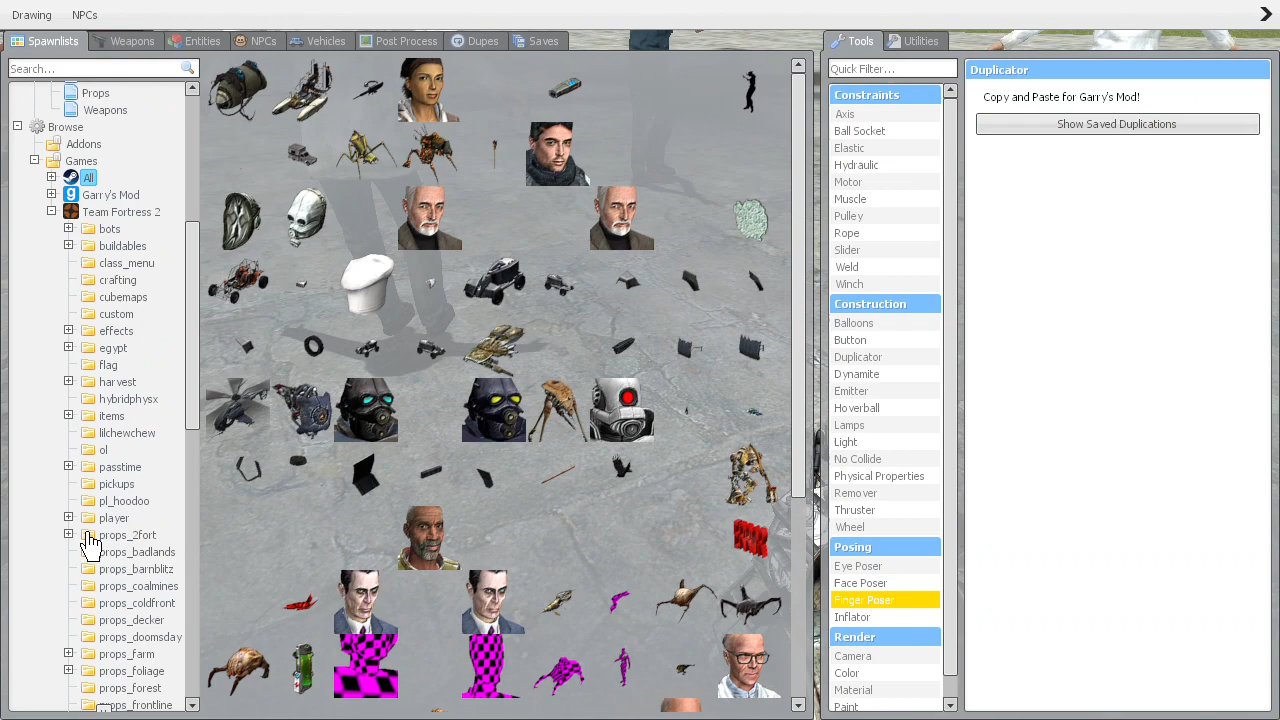 Drawing NPCs
Spawnlists Weapons Entities NPCs Vehicles Post Process Dupes Saves
Tools Utilities
Search...
Quick Filter...
Duplicator
Copy and Paste for Garry's Mod!
Show Saved Duplications
Props
Weapons
Browse
Addons
Games
All
Garry's Mod
Team Fortress 2
bots
buildables
class_menu
crafting
cubemaps
custom
effects
egypt
flag
harvest
hybridphysx
items
lilchewchew
ol
passtime
pickups
pl_hoodoo
player
props_2fort
props_badlands
props_barnblitz
props_coalmines
props_coldfront
props_decker
props_doomsday
props_farm
props_foliage
props_forest
props_frontline
Constraints
Axis
Ball Socket
Elastic
Hydraulic
Motor
Muscle
Pulley
Rope
Slider
Weld
Winch
Construction
Balloons
Button
Duplicator
Dynamite
Emitter
Hoverball
Lamps
Light
No Collide
Physical Properties
Remover
Thruster
Wheel
Posing
Eye Poser
Face Poser
Finger Poser
Inflator
Render
Camera
Color
Material
Paint